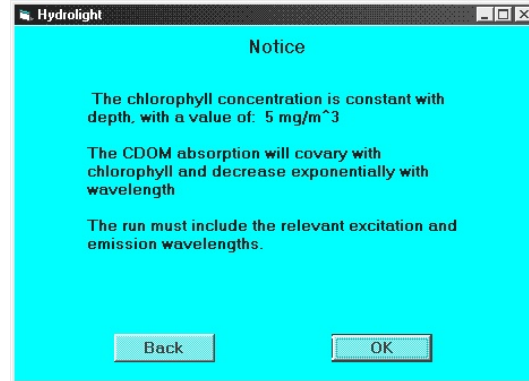 Hydrolight
Notice
The chlorophyll concentration is constant with
depth, with a value of: 5 mg/m^3
The CDOM absorption will covary with
chlorophyll and decrease exponentially with
wavelength
The run must include the relevant excitation and
emission wavelengths.
Back
OK